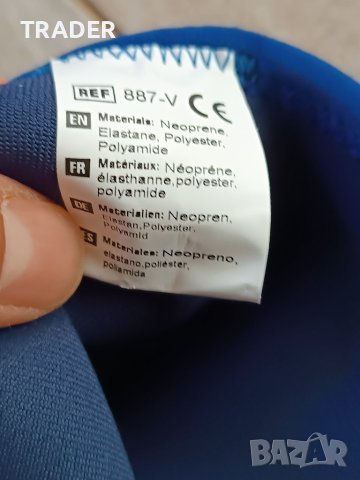 TRADER
REF 887-V CE
EN Materials: Neoprene,
Elastane, Polyester,
Polyamide
FR Matériaux: Néoprène,
élasthanne,polyester,
polyamide
DE Materialien: Neopren,
Elastan,Polyester,
Polyamid
ES Materiales: Neopreno,
elastano,poliéster,
poliamida
BAZAR